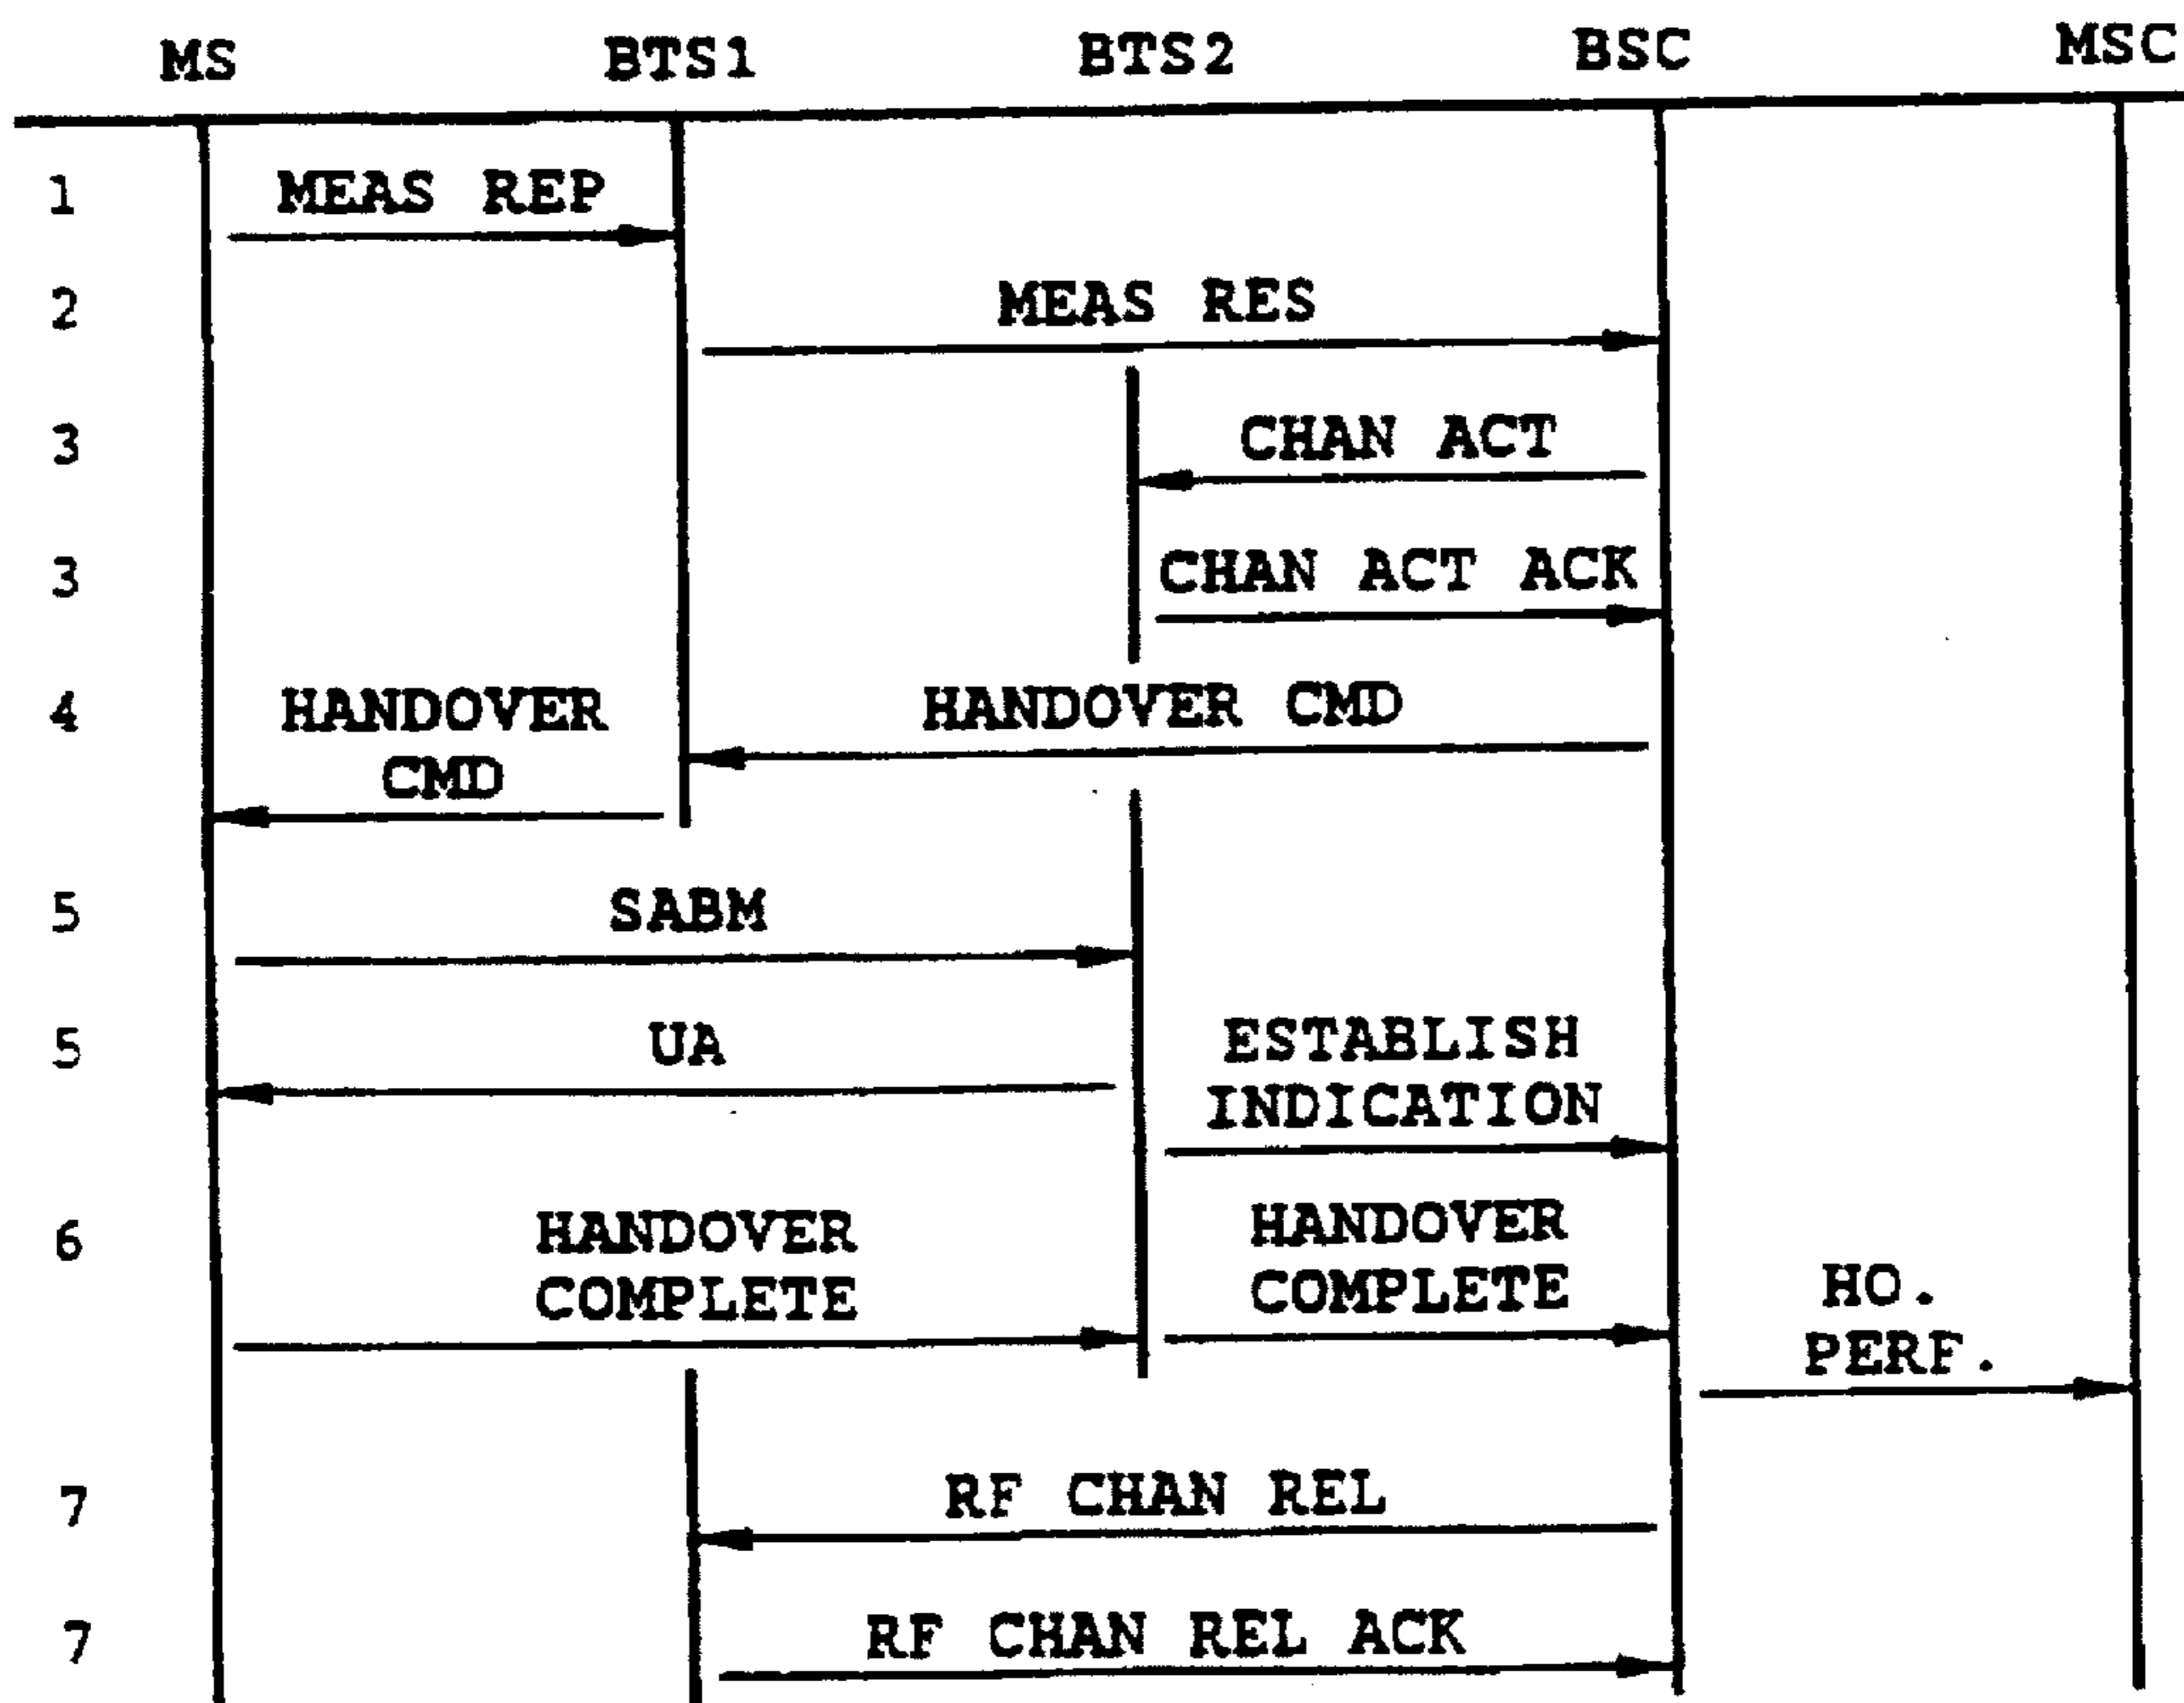 MS BTS1 BTS2 BSC MSC
1 MEAS REP
2 MEAS RES
3 CHAN ACT
3 CHAN ACT ACK
4 HANDOVER HANDOVER CMD
CMD
5 SABM
5 UA ESTABLISH
INDICATION
6 HANDOVER HANDOVER
COMPLETE COMPLETE HO.
PERF.
7 RF CHAN REL
7 RF CHAN REL ACK